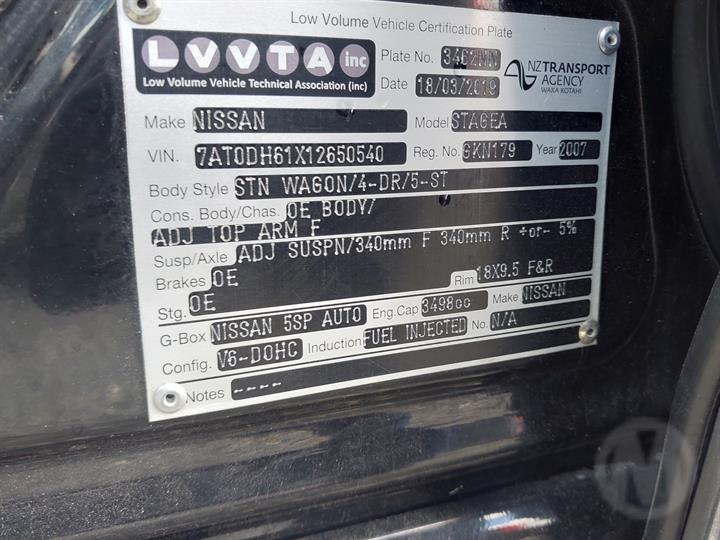 Low Volume Vehicle Certification Plate
LVVTA inc
Low Volume Vehicle Technical Association (inc)
Plate No. 3462NN
Date 18/03/2019
NZTRANSPORT
AGENCY
WAKA KOTAHI
Make NISSAN Model STAGEA
VIN. 7AT0DH61X12650540 Reg. No. GKN179 Year 2007
Body Style STN WAGON/4-DR/5-ST
Cons. Body/Chas. OE BODY/
ADJ TOP ARM F
Susp/Axle ADJ SUSPN/340mm F 340mm R +or- 5%
Brakes OE Rim 18X9.5 F&R
Stg. OE
G-Box NISSAN 5SP AUTO Eng.Cap 3498cc Make NISSAN
Config. V6-DOHC Induction FUEL INJECTED No. N/A
Notes ----
M